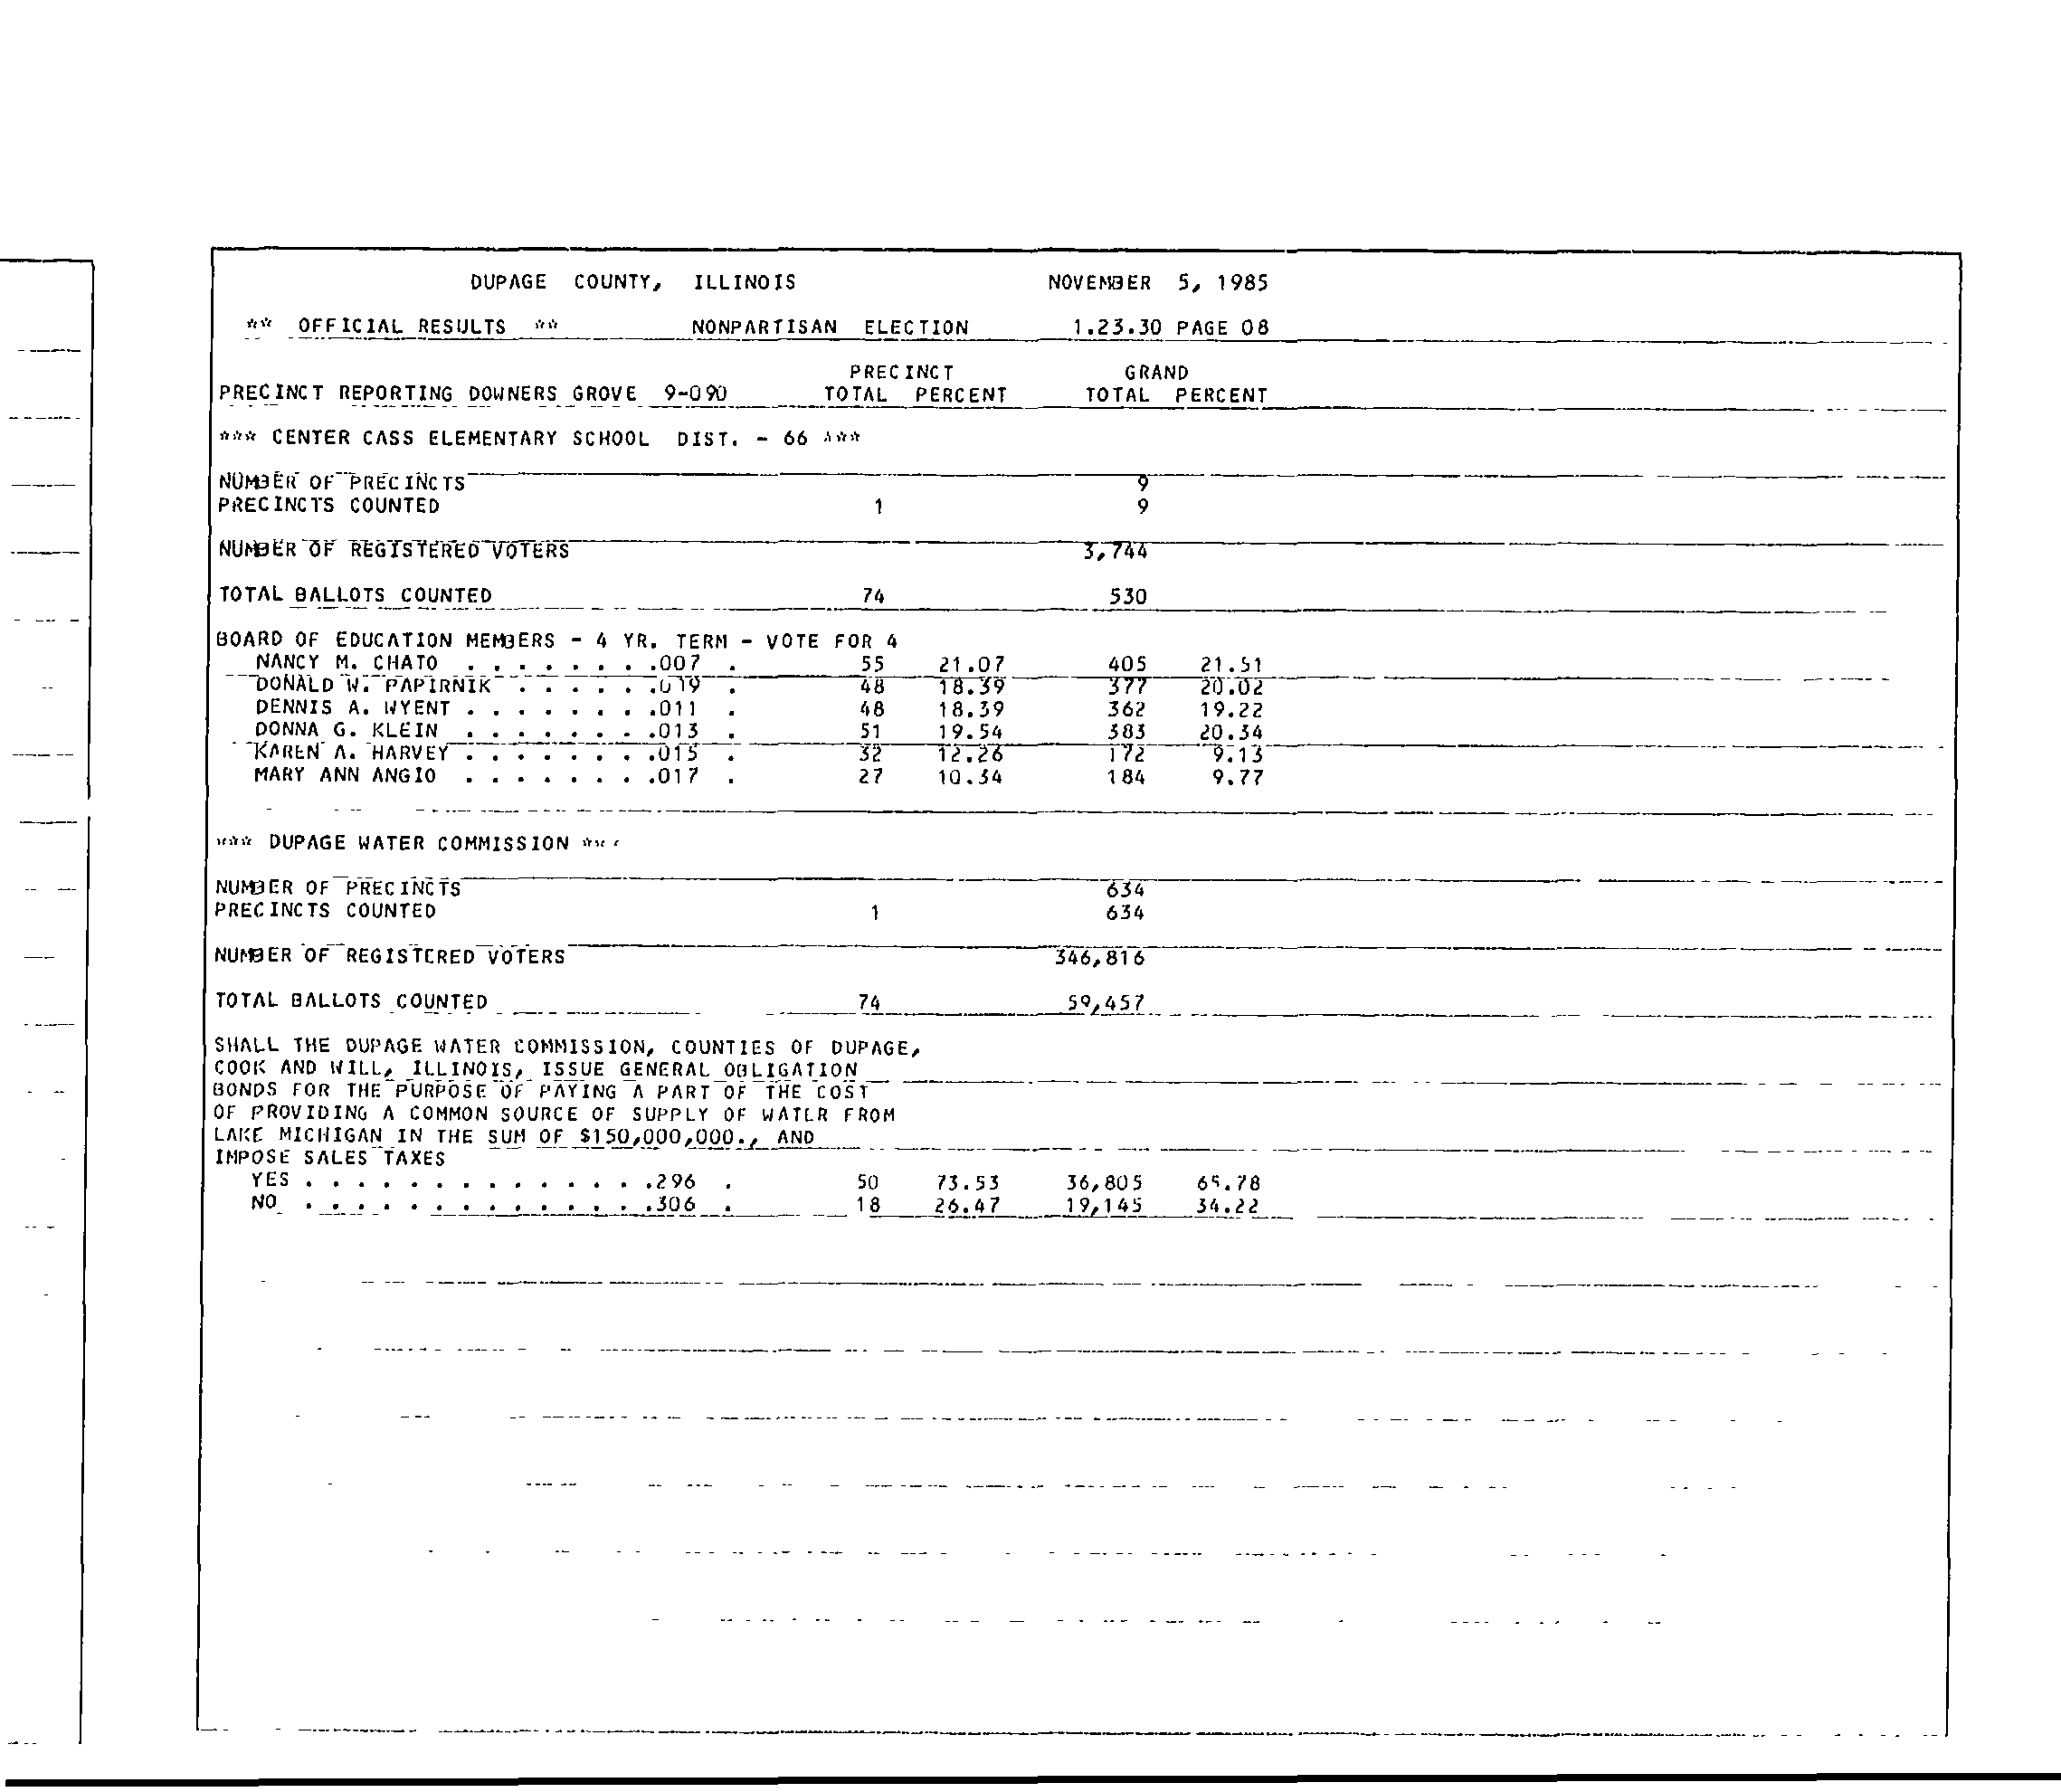 DUPAGE COUNTY, ILLINOIS NOVEMBER 5, 1985
** OFFICIAL RESULTS ** NONPARTISAN ELECTION 1.23.30 PAGE 08
PRECINCT GRAND
PRECINCT REPORTING DOWNERS GROVE 9-090 TOTAL PERCENT TOTAL PERCENT
*** CENTER CASS ELEMENTARY SCHOOL DIST. - 66 ***
NUMBER OF PRECINCTS 9
PRECINCTS COUNTED 1 9
NUMBER OF REGISTERED VOTERS 3,744
TOTAL BALLOTS COUNTED 74 530
BOARD OF EDUCATION MEMBERS - 4 YR. TERM - VOTE FOR 4
NANCY M. CHATO . . . . . . . .007 . 55 21.07 405 21.51
DONALD W. PAPIRNIK . . . . . .019 . 48 18.39 377 20.02
DENNIS A. WYENT . . . . . . . .011 . 48 18.39 362 19.22
DONNA G. KLEIN . . . . . . . .013 . 51 19.54 383 20.34
KAREN A. HARVEY . . . . . . . .015 . 32 12.26 172 9.13
MARY ANN ANGIO . . . . . . . .017 . 27 10.34 184 9.77
*** DUPAGE WATER COMMISSION ***
NUMBER OF PRECINCTS 634
PRECINCTS COUNTED 1 634
NUMBER OF REGISTERED VOTERS 346,816
TOTAL BALLOTS COUNTED 74 59,457
SHALL THE DUPAGE WATER COMMISSION, COUNTIES OF DUPAGE,
COOK AND WILL, ILLINOIS, ISSUE GENERAL OBLIGATION
BONDS FOR THE PURPOSE OF PAYING A PART OF THE COST
OF PROVIDING A COMMON SOURCE OF SUPPLY OF WATER FROM
LAKE MICHIGAN IN THE SUM OF $150,000,000., AND
IMPOSE SALES TAXES
YES . . . . . . . . . . . . . .296 . 50 73.53 36,805 65.78
NO . . . . . . . . . . . . . .306 . 18 26.47 19,145 34.22